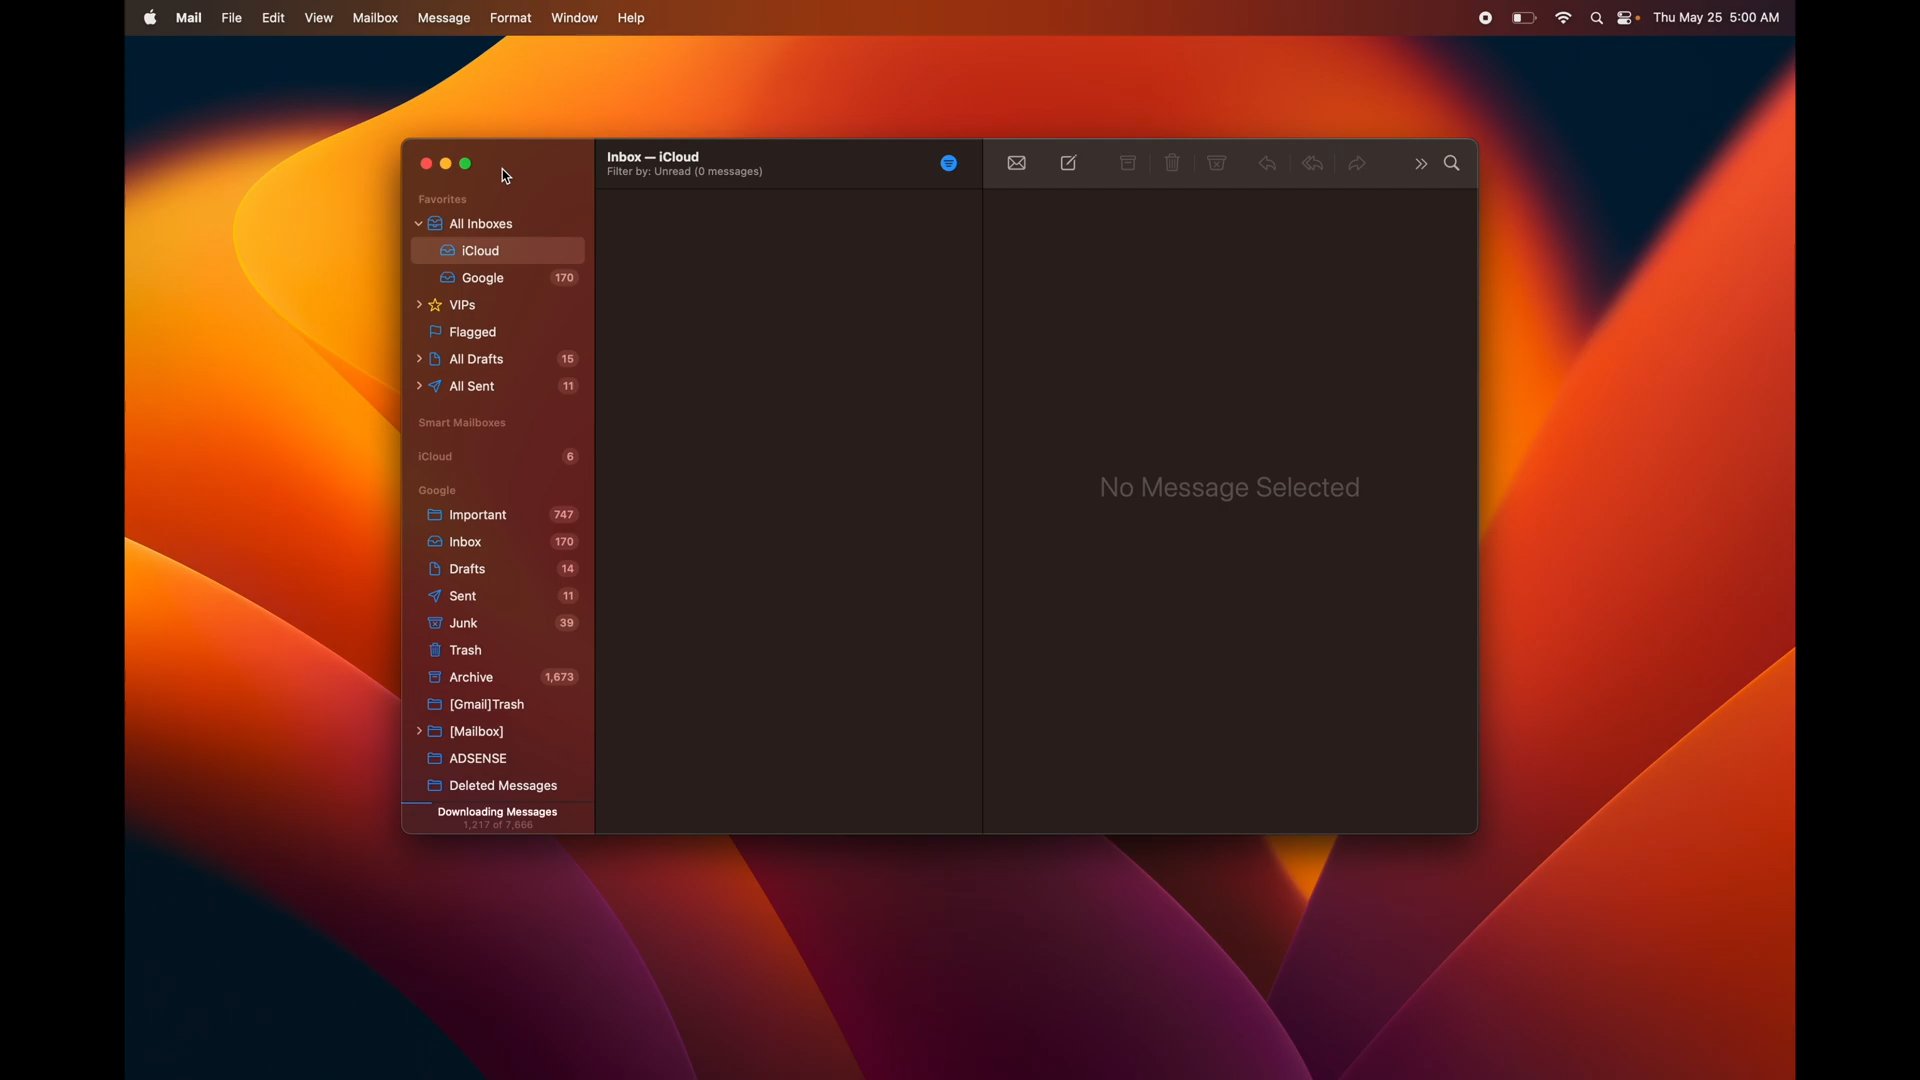 Mail File Edit View Mailbox Message Format Window Help Thu May 25 5:00 AM
Inbox — iCloud
Filter by: Unread (0 messages)
Favorites
All Inboxes
iCloud
Google 170
VIPs
Flagged
All Drafts 15
All Sent 11
Smart Mailboxes
iCloud 6
Google
Important 747
Inbox 170
Drafts 14
Sent 11
Junk 39
Trash
Archive 1,673
[Gmail]Trash
[Mailbox]
ADSENSE
Deleted Messages
Downloading Messages
1,217 of 7,666
No Message Selected